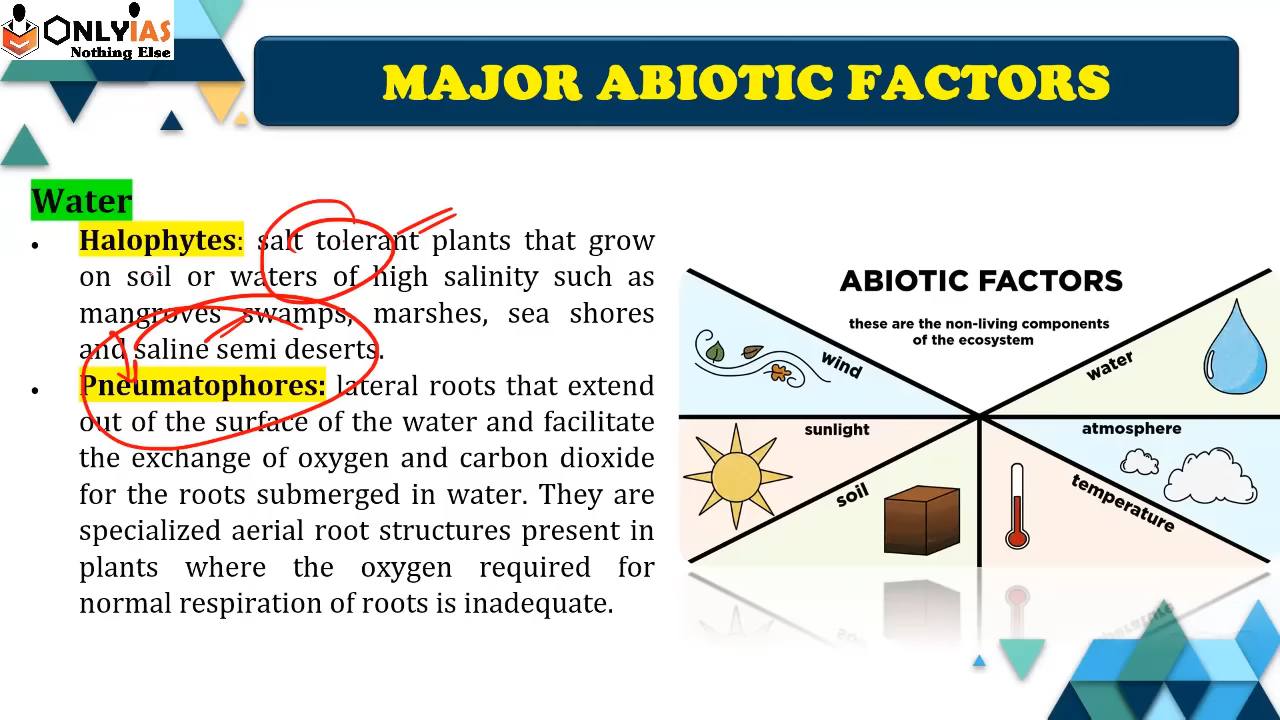 ONLYIAS
Nothing Else
MAJOR ABIOTIC FACTORS
Water
• Halophytes: salt tolerant plants that grow
on soil or waters of high salinity such as
mangroves swamps, marshes, sea shores
and saline semi deserts.
• Pneumatophores: lateral roots that extend
out of the surface of the water and facilitate
the exchange of oxygen and carbon dioxide
for the roots submerged in water. They are
specialized aerial root structures present in
plants where the oxygen required for
normal respiration of roots is inadequate.
ABIOTIC FACTORS
these are the non-living components
of the ecosystem
wind
water
sunlight
atmosphere
soil
temperature